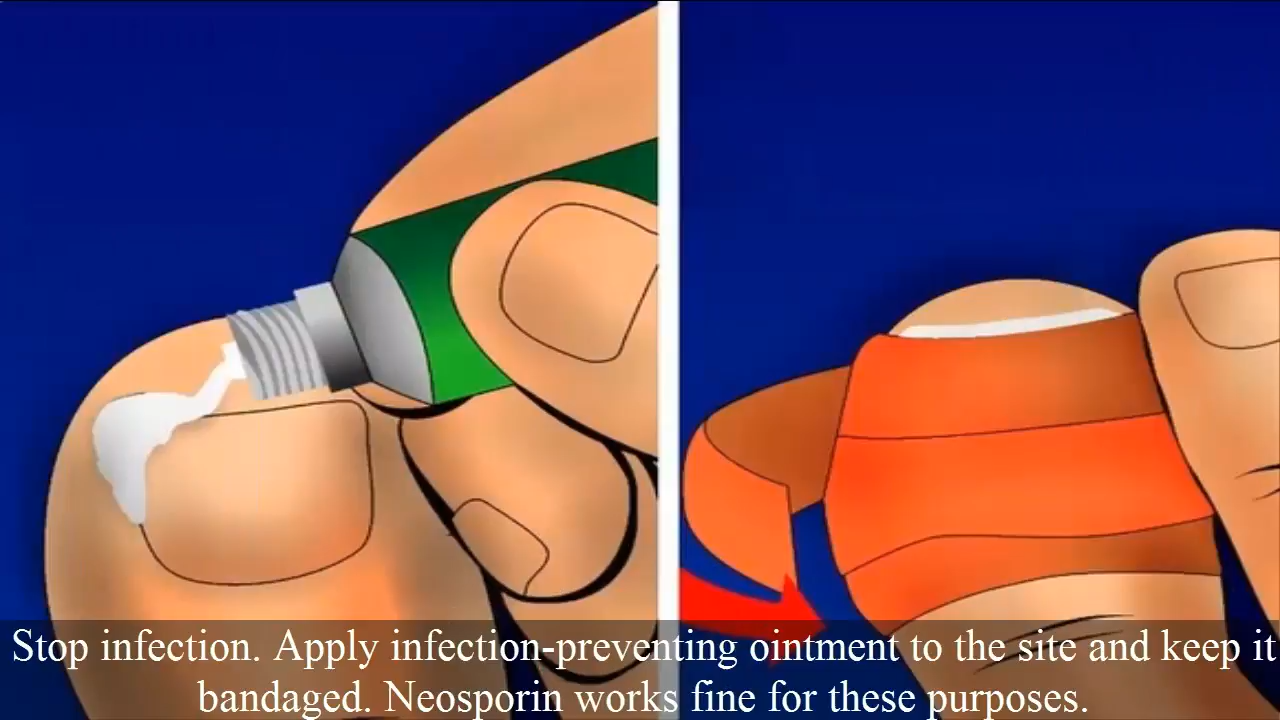 Stop infection. Apply infection-preventing ointment to the site and keep it
bandaged. Neosporin works fine for these purposes.